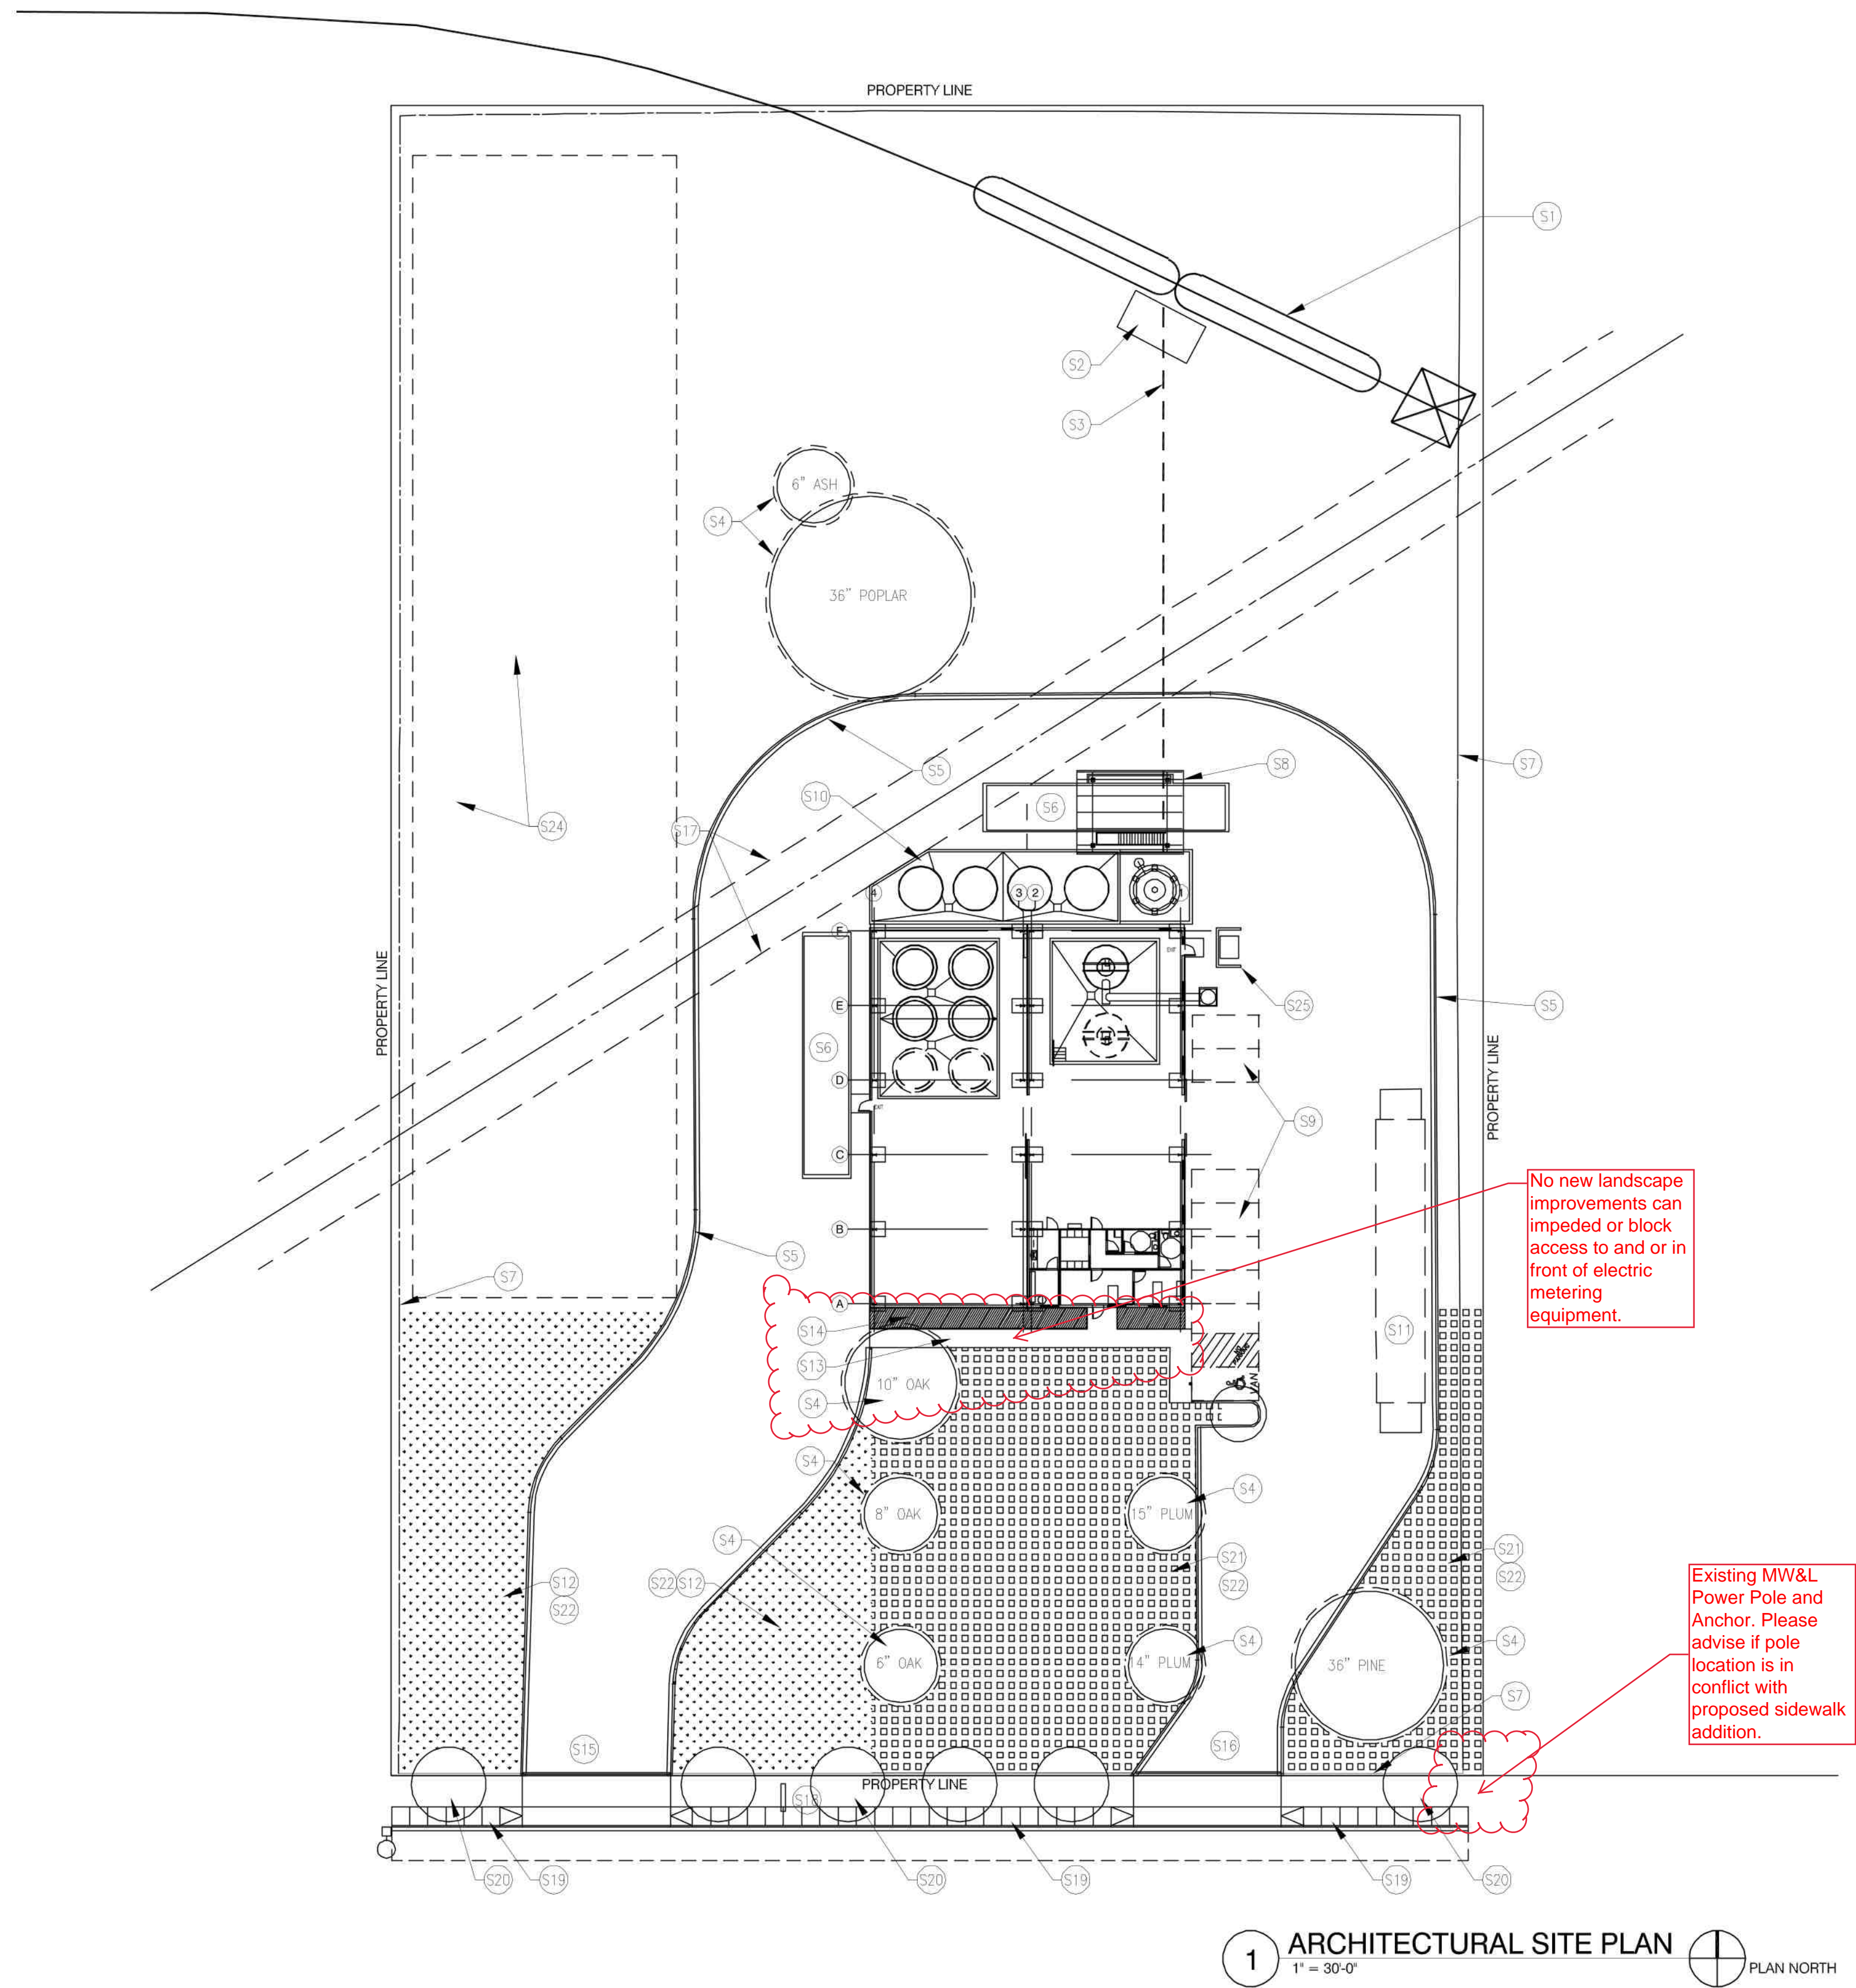 PROPERTY LINE
S1
S2
S3
6" ASH
S4
36" POPLAR
S5
S7
S8
S10
S6
S24
S17
4
3
2
1
F
EXIT
PROPERTY LINE
E
S25
S5
S6
D
EXIT
S9
PROPERTY LINE
C
No new landscape
improvements can
impeded or block
access to and or in
front of electric
metering
equipment.
B
S5
S7
A
S14
S11
S13
NO
PARKING
10" OAK
S4
VAN
S4
8" OAK
15" PLUM
S4
S4
S21
S22
S21
S22
S12
S22
S22
S12
Existing MW&L
Power Pole and
Anchor. Please
advise if pole
location is in
conflict with
proposed sidewalk
addition.
6" OAK
14" PLUM
S4
36" PINE
S4
S7
S15
S16
PROPERTY LINE
S18
S20
S19
S20
S19
S19
S20
1
ARCHITECTURAL SITE PLAN
1" = 30'-0"
PLAN NORTH